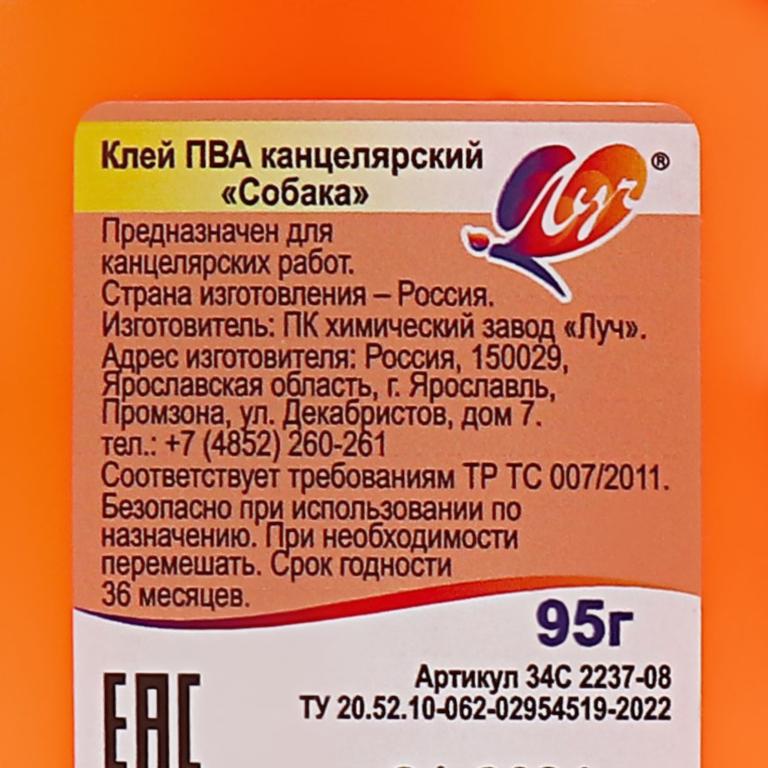 Клей ПВА канцелярский
«Собака»
Луч®
Предназначен для
канцелярских работ.
Страна изготовления – Россия.
Изготовитель: ПК химический завод «Луч».
Адрес изготовителя: Россия, 150029,
Ярославская область, г. Ярославль,
Промзона, ул. Декабристов, дом 7.
тел.: +7 (4852) 260-261
Соответствует требованиям ТР ТС 007/2011.
Безопасно при использовании по
назначению. При необходимости
перемешать. Срок годности
36 месяцев.
95г
Артикул 34С 2237-08
ТУ 20.52.10-062-02954519-2022
ЕАС